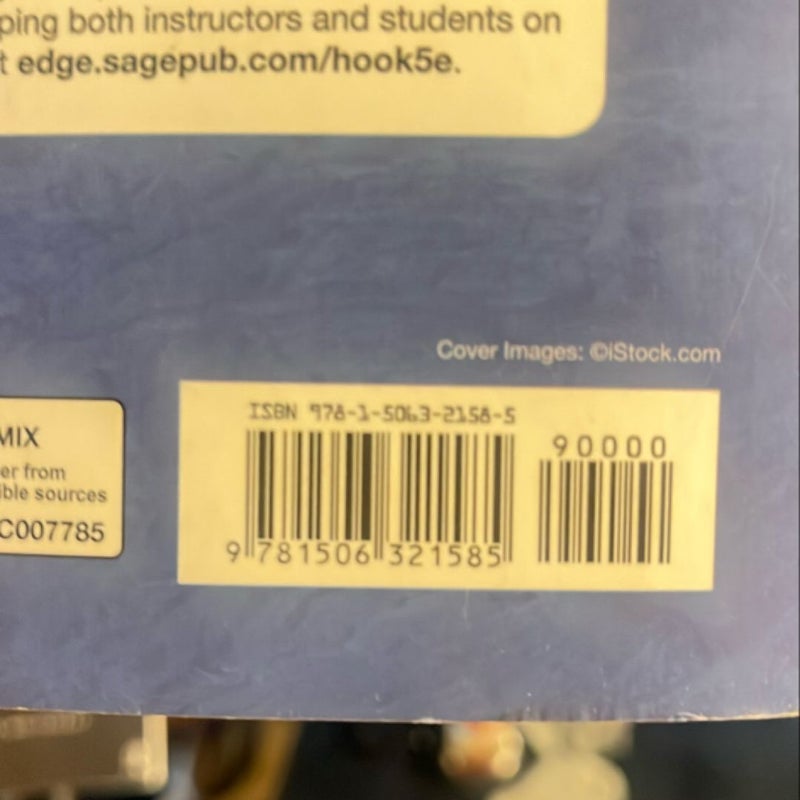 ping both instructors and students on
t edge.sagepub.com/hook5e.
Cover Images: ©iStock.com
ISBN 978-1-5063-2158-5
90000
9 781506 321585
MIX
er from
ible sources
C007785